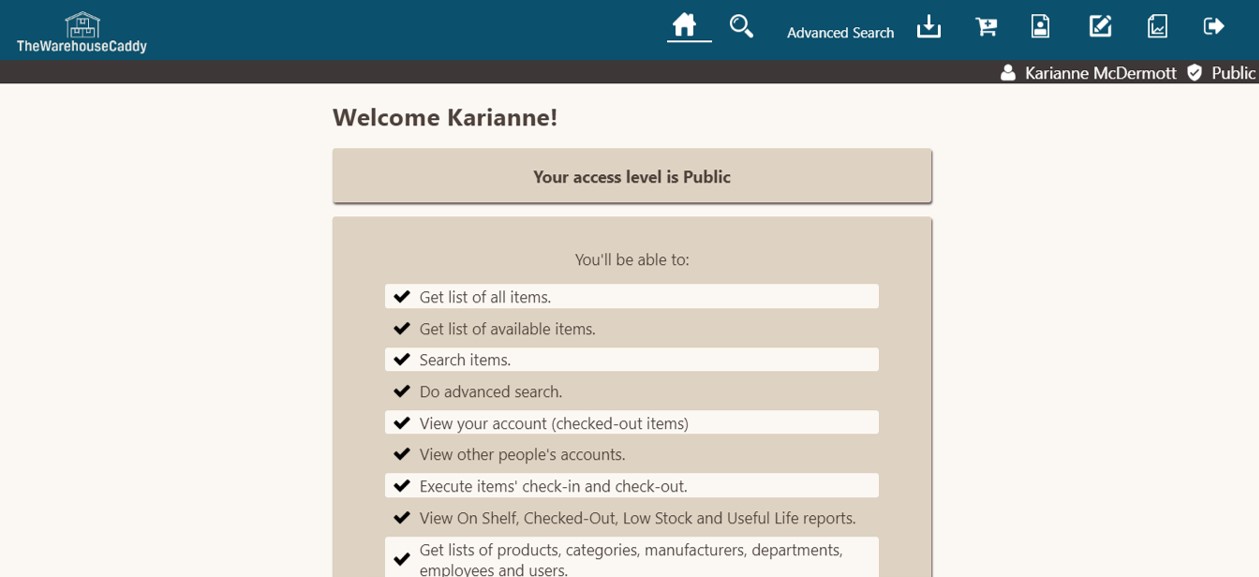 TheWarehouseCaddy
Advanced Search
Karianne McDermott Public
Welcome Karianne!
Your access level is Public
You'll be able to:
Get list of all items.
Get list of available items.
Search items.
Do advanced search.
View your account (checked-out items)
View other people's accounts.
Execute items' check-in and check-out.
View On Shelf, Checked-Out, Low Stock and Useful Life reports.
Get lists of products, categories, manufacturers, departments,
employees and users.